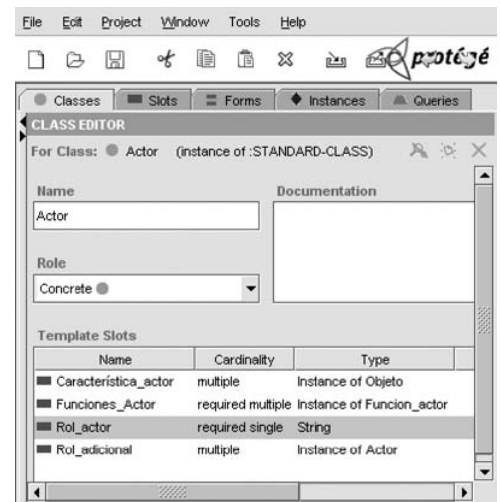 File Edit Project Window Tools Help
protégé
Classes Slots Forms Instances Queries
CLASS EDITOR
For Class: Actor (instance of :STANDARD-CLASS)
Name Documentation
Actor
Role
Concrete
Template Slots
Name Cardinality Type
Característica_actor multiple Instance of Objeto
Funciones_Actor required multiple Instance of Funcion_actor
Rol_actor required single String
Rol_adicional multiple Instance of Actor